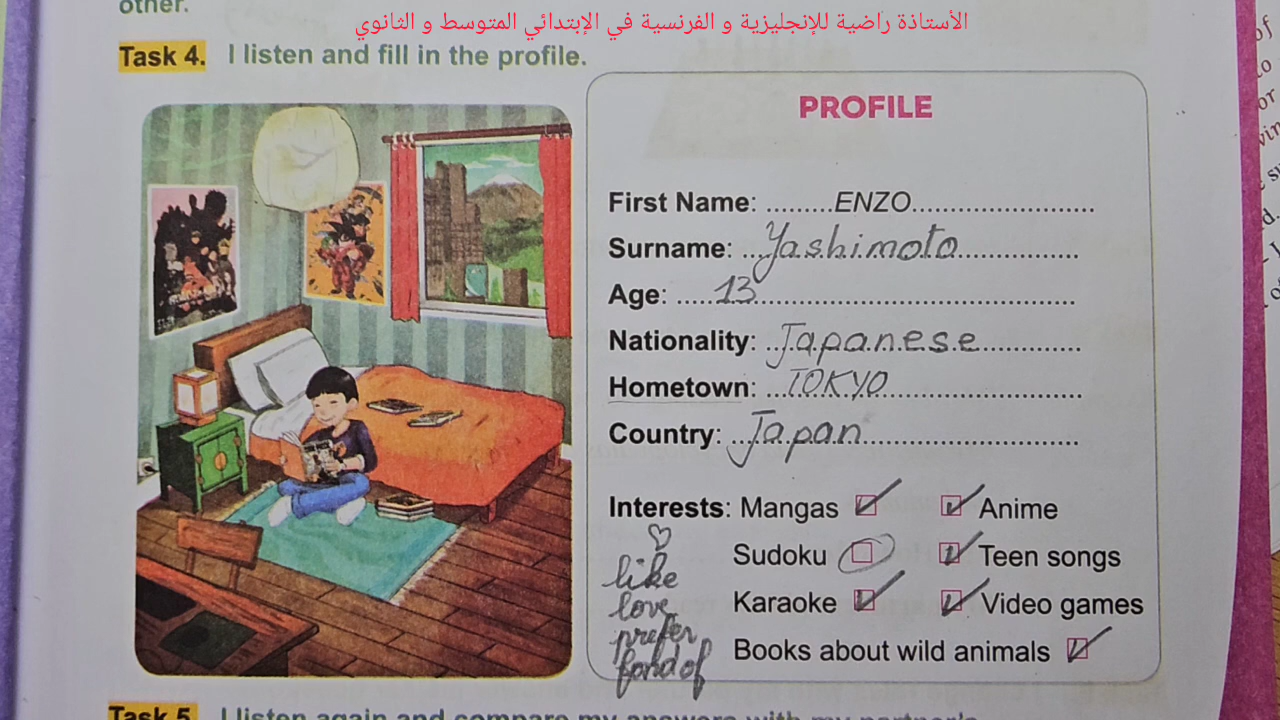 other.
الأستاذة راضية للإنجليزية و الفرنسية في الإبتدائي المتوسط و الثانوي
Task 4. I listen and fill in the profile.
PROFILE
First Name: .........ENZO.........................
Surname: ...Yashimoto................
Age: .....13...........................................
Nationality: ..Japanese..............
Hometown: ...TOKYO...........................
Country: ..Japan..............................
Interests: Mangas Anime
Sudoku Teen songs
like
Karaoke Video games
love
prefer
Books about wild animals
fond of
Task 5. I listen again and compare my answers with my partner's